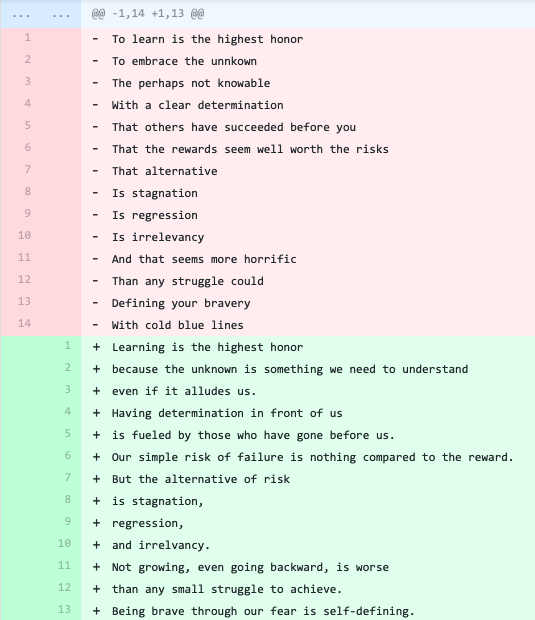 ... ... @@ -1,14 +1,13 @@
1 - To learn is the highest honor
2 - To embrace the unnkown
3 - The perhaps not knowable
4 - With a clear determination
5 - That others have succeeded before you
6 - That the rewards seem well worth the risks
7 - That alternative
8 - Is stagnation
9 - Is regression
10 - Is irrelevancy
11 - And that seems more horrific
12 - Than any struggle could
13 - Defining your bravery
14 - With cold blue lines
1 + Learning is the highest honor
2 + because the unknown is something we need to understand
3 + even if it alludes us.
4 + Having determination in front of us
5 + is fueled by those who have gone before us.
6 + Our simple risk of failure is nothing compared to the reward.
7 + But the alternative of risk
8 + is stagnation,
9 + regression,
10 + and irrelvancy.
11 + Not growing, even going backward, is worse
12 + than any small struggle to achieve.
13 + Being brave through our fear is self-defining.